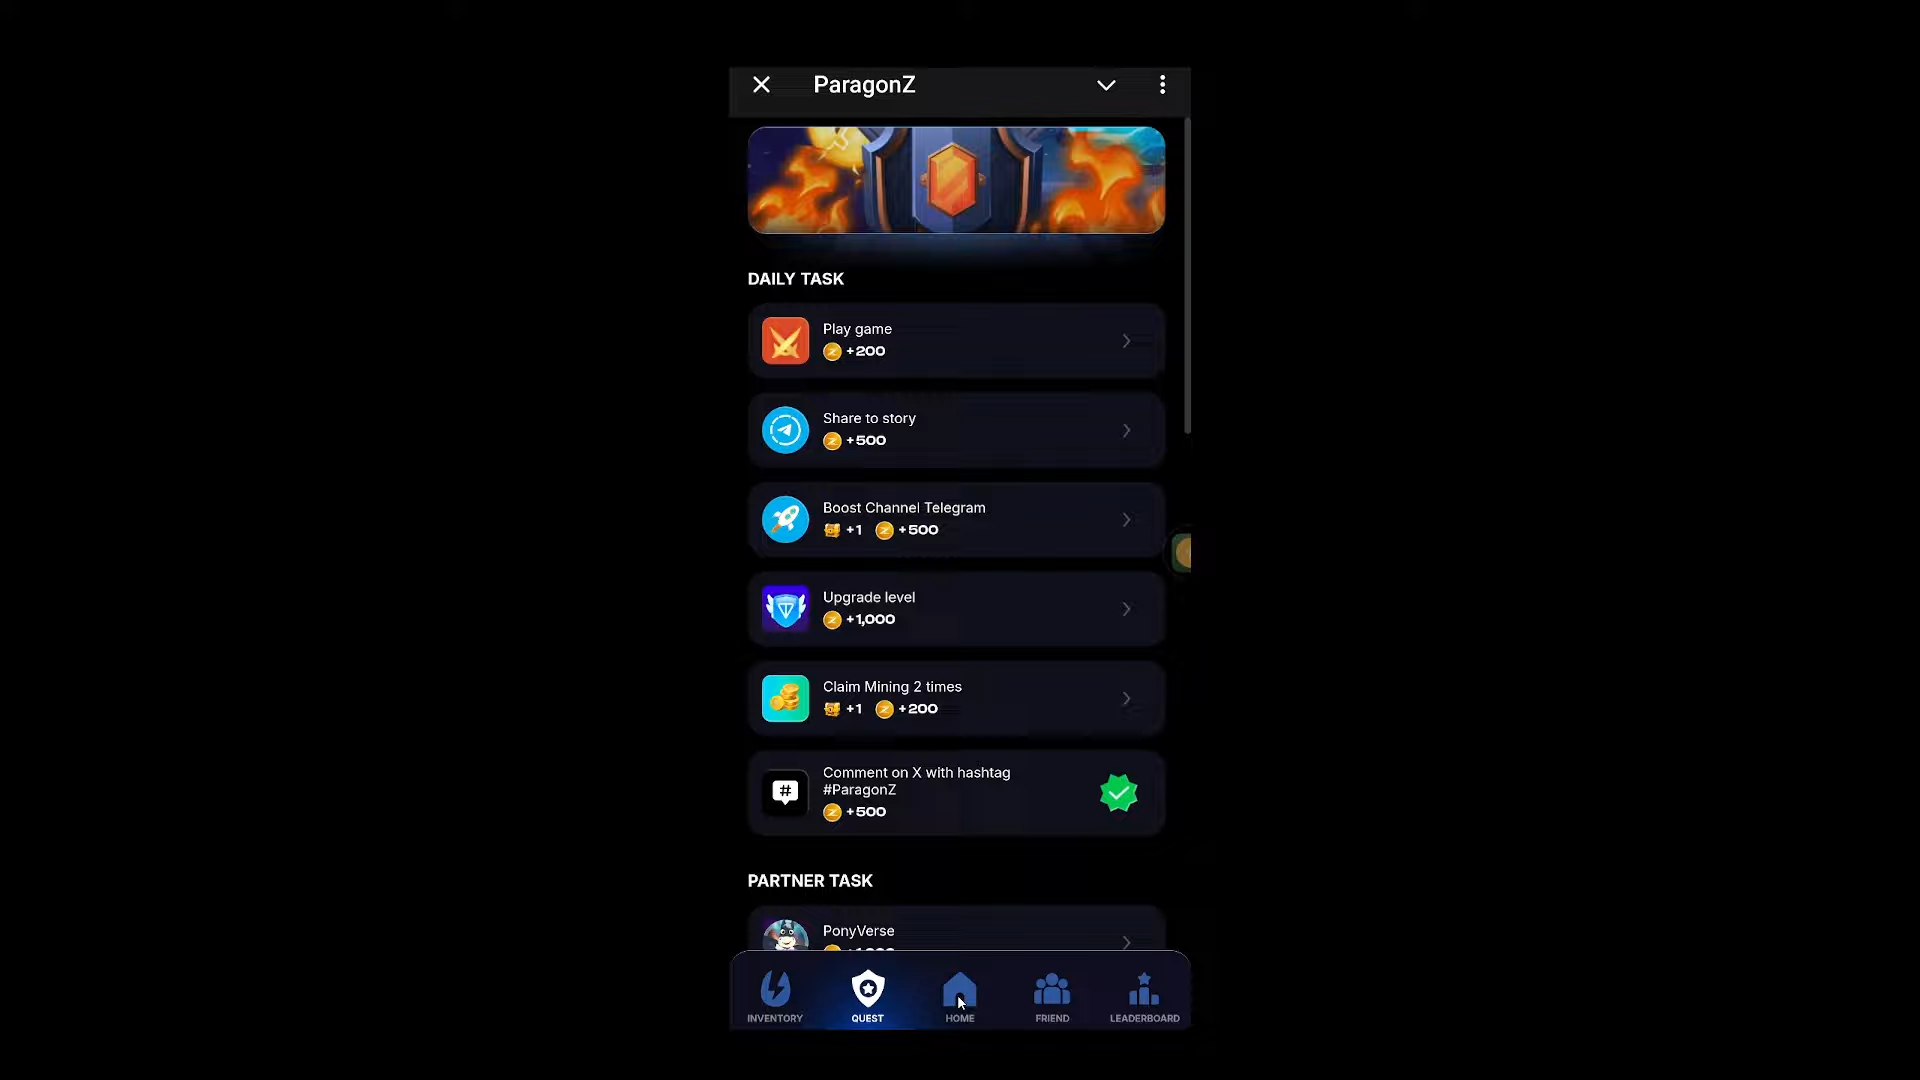 ParagonZ
DAILY TASK
Play game
+200
Share to story
+500
Boost Channel Telegram
+1 +500
Upgrade level
+1,000
Claim Mining 2 times
+1 +200
Comment on X with hashtag
#ParagonZ
+500
PARTNER TASK
PonyVerse
INVENTORY QUEST HOME FRIEND LEADERBOARD